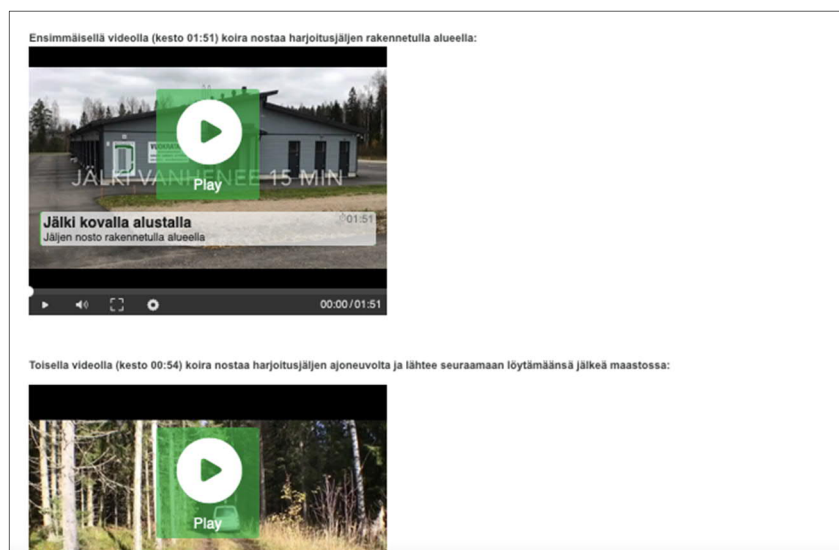 Ensimmäisellä videolla (kesto 01:51) koira nostaa harjoitusjäljen rakennetulla alueella:
JÄLKI VANHENEE 15 MIN
Play
Jälki kovalla alustalla
01:51
Jäljen nosto rakennetulla alueella
00:00/01:51
Toisella videolla (kesto 00:54) koira nostaa harjoitusjäljen ajoneuvolta ja lähtee seuraamaan löytämäänsä jälkeä maastossa:
Play